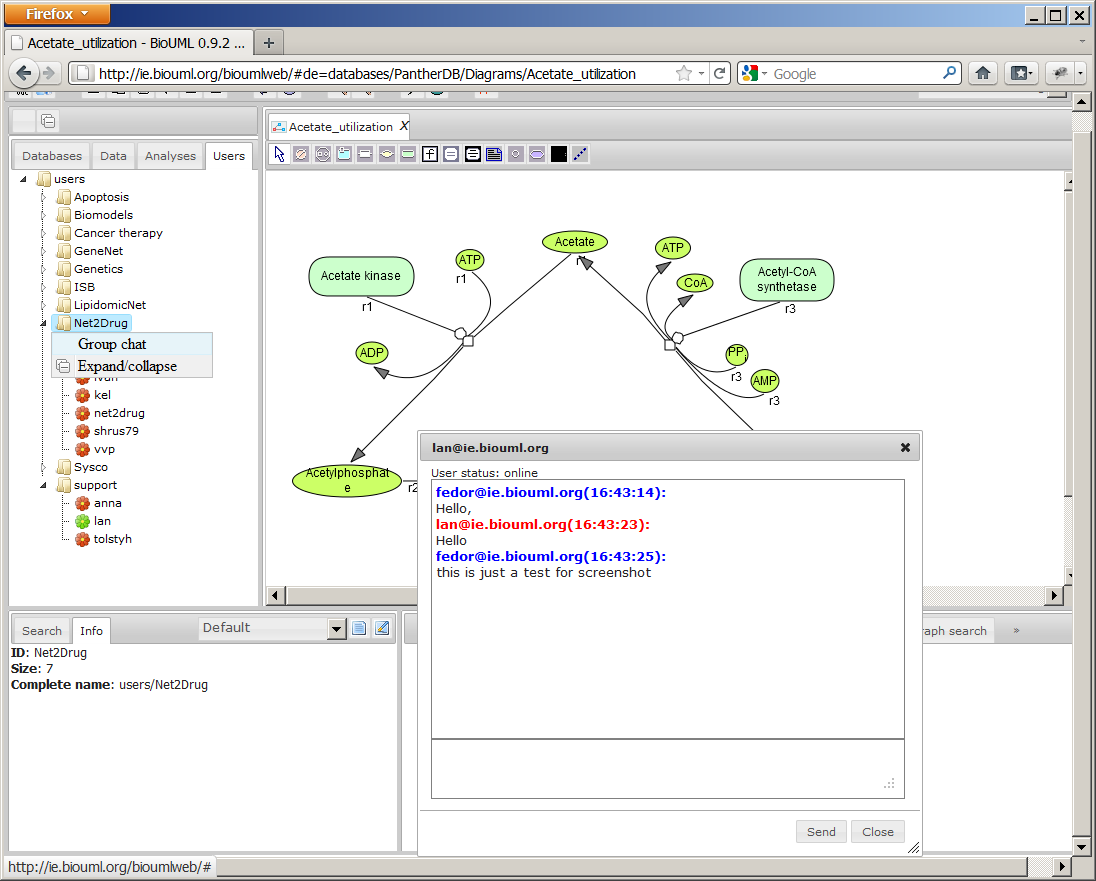 Firefox
Acetate_utilization - BioUML 0.9.2 ...
http://ie.biouml.org/bioumlweb/#de=databases/PantherDB/Diagrams/Acetate_utilization
Google
Acetate_utilization X
Databases Data Analyses Users
users
Apoptosis
Biomodels
Cancer therapy
GeneNet
Genetics
ISB
LipidomicNet
Net2Drug
Group chat
Expand/collapse
kel
net2drug
shrus79
vvp
Sysco
support
anna
lan
tolstyh
Acetate kinase
r1
ATP
r1
Acetate
ATP
CoA
Acetyl-CoA
synthetase
r3
ADP
PPi
r3
AMP
r3
Acetylphosphat
e
r2
lan@ie.biouml.org
User status: online
fedor@ie.biouml.org(16:43:14):
Hello,
lan@ie.biouml.org(16:43:23):
Hello
fedor@ie.biouml.org(16:43:25):
this is just a test for screenshot
Send Close
Search Info Default
ID: Net2Drug
Size: 7
Complete name: users/Net2Drug
search »
http://ie.biouml.org/bioumlweb/#